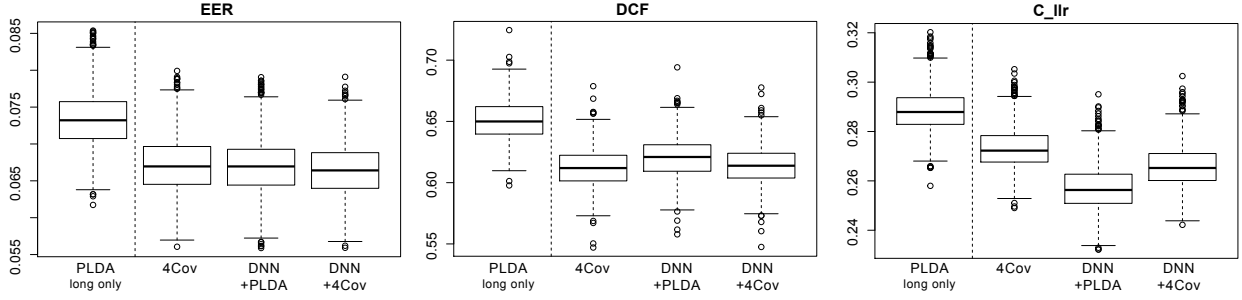 EER
0.085
0.075
0.065
0.055
PLDA
long only
4Cov
DNN
+PLDA
DNN
+4Cov
DCF
0.70
0.65
0.60
0.55
PLDA
long only
4Cov
DNN
+PLDA
DNN
+4Cov
C_llr
0.32
0.30
0.28
0.26
0.24
PLDA
long only
4Cov
DNN
+PLDA
DNN
+4Cov